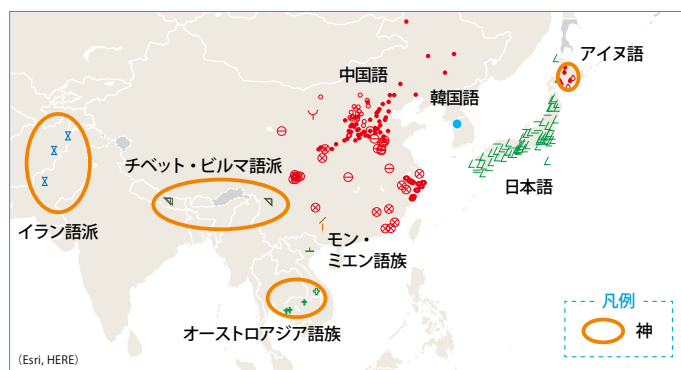 アイヌ語
中国語
韓国語
チベット・ビルマ語派
日本語
イラン語派
モン・
ミエン語族
オーストロアジア語族
凡例
神
(Esri, HERE)